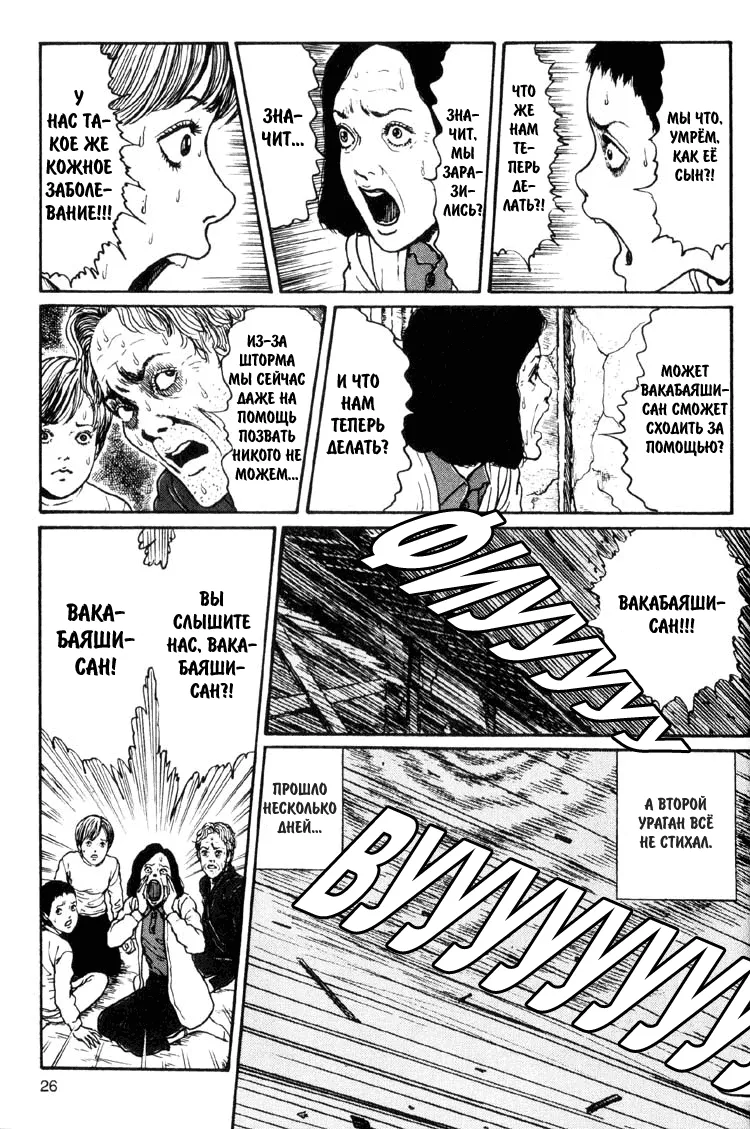 У
НАС ТА-
КОЕ ЖЕ
КОЖНОЕ
ЗАБОЛЕ-
ВАНИЕ!!!
ЗНА-
ЧИТ...
ЗНА-
ЧИТ,
МЫ
ЗАРА-
ЗИ-
ЛИСЬ?
ЧТО
ЖЕ
НАМ
ТЕ-
ПЕРЬ
ДЕ-
ЛАТЬ?!
МЫ ЧТО,
УМРЁМ,
КАК ЕЁ
СЫН?!
ИЗ-ЗА
ШТОРМА
МЫ СЕЙЧАС
ДАЖЕ НА
ПОМОЩЬ
ПОЗВАТЬ
НИКОГО НЕ
МОЖЕМ...
И ЧТО
НАМ
ТЕПЕРЬ
ДЕЛАТЬ?
МОЖЕТ
ВАКАБАЯШИ-
САН СМОЖЕТ
СХОДИТЬ ЗА
ПОМОЩЬЮ?
ВАКА-
БАЯШИ-
САН!
ВЫ
СЛЫШИТЕ
НАС, ВАКА-
БАЯШИ-
САН?!
ФИУУУУУУ
ВАКАБАЯШИ-
САН!!!
ПРОШЛО
НЕСКОЛЬКО
ДНЕЙ...
А ВТОРОЙ
УРАГАН ВСЁ
НЕ СТИХАЛ.
ВУУУУУУУУУ
26